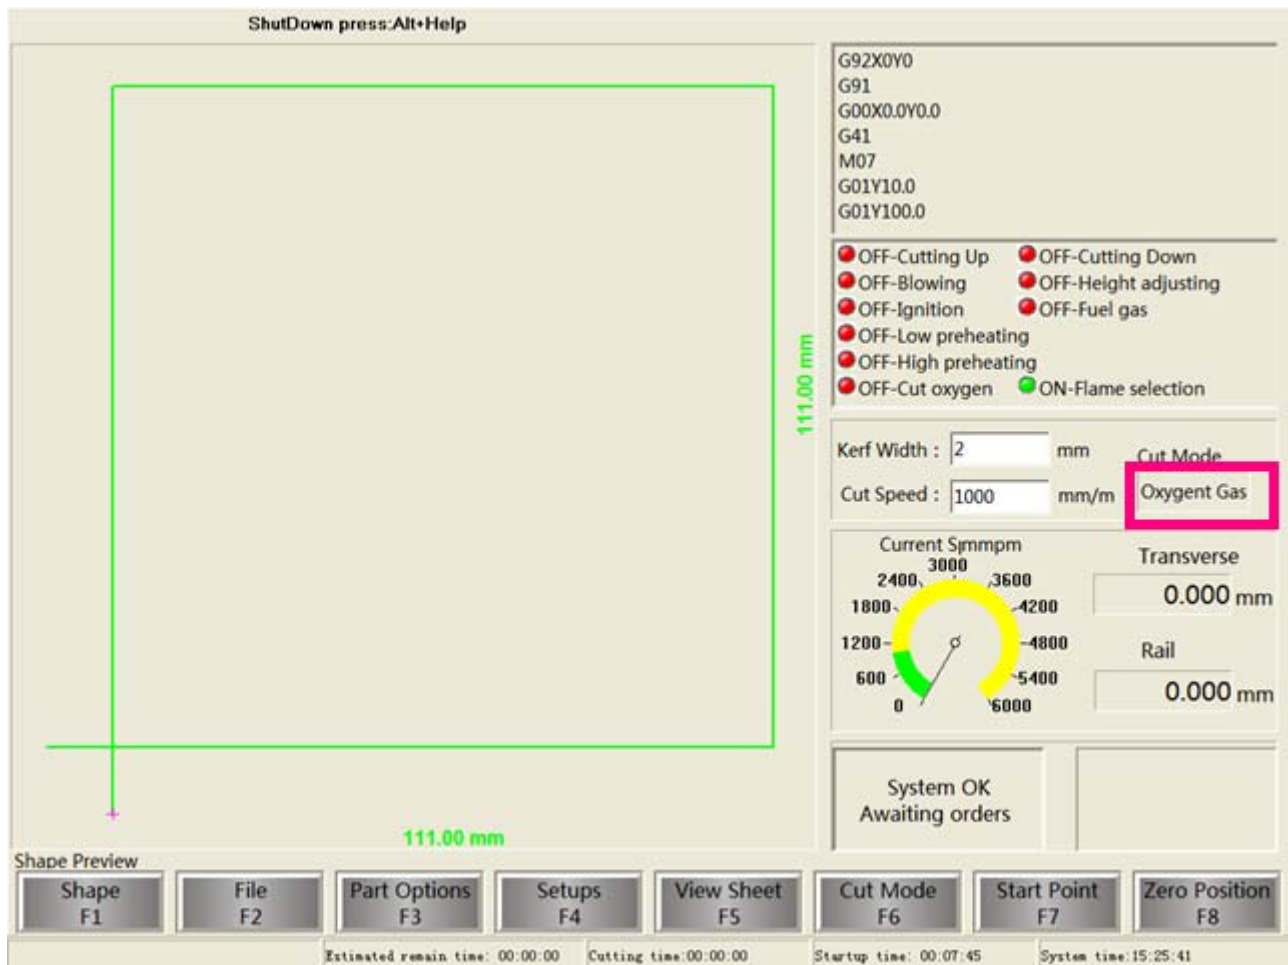 ShutDown press:Alt+Help
G92X0Y0
G91
G00X0.0Y0.0
G41
M07
G01Y10.0
G01Y100.0
OFF-Cutting Up OFF-Cutting Down
OFF-Blowing OFF-Height adjusting
OFF-Ignition OFF-Fuel gas
OFF-Low preheating
OFF-High preheating
OFF-Cut oxygen ON-Flame selection
111.00 mm
Kerf Width : 2 mm Cut Mode
Cut Speed : 1000 mm/m Oxygent Gas
Current Smmpm Transverse
3000
2400 3600
1800 4200 0.000 mm
1200 4800 Rail
600 5400
0 6000 0.000 mm
System OK
Awaiting orders
111.00 mm
Shape Preview
Shape File Part Options Setups View Sheet Cut Mode Start Point Zero Position
F1 F2 F3 F4 F5 F6 F7 F8
Estimated remain time: 00:00:00 Cutting time:00:00:00 Startup time: 00:07:45 System time:15:25:41